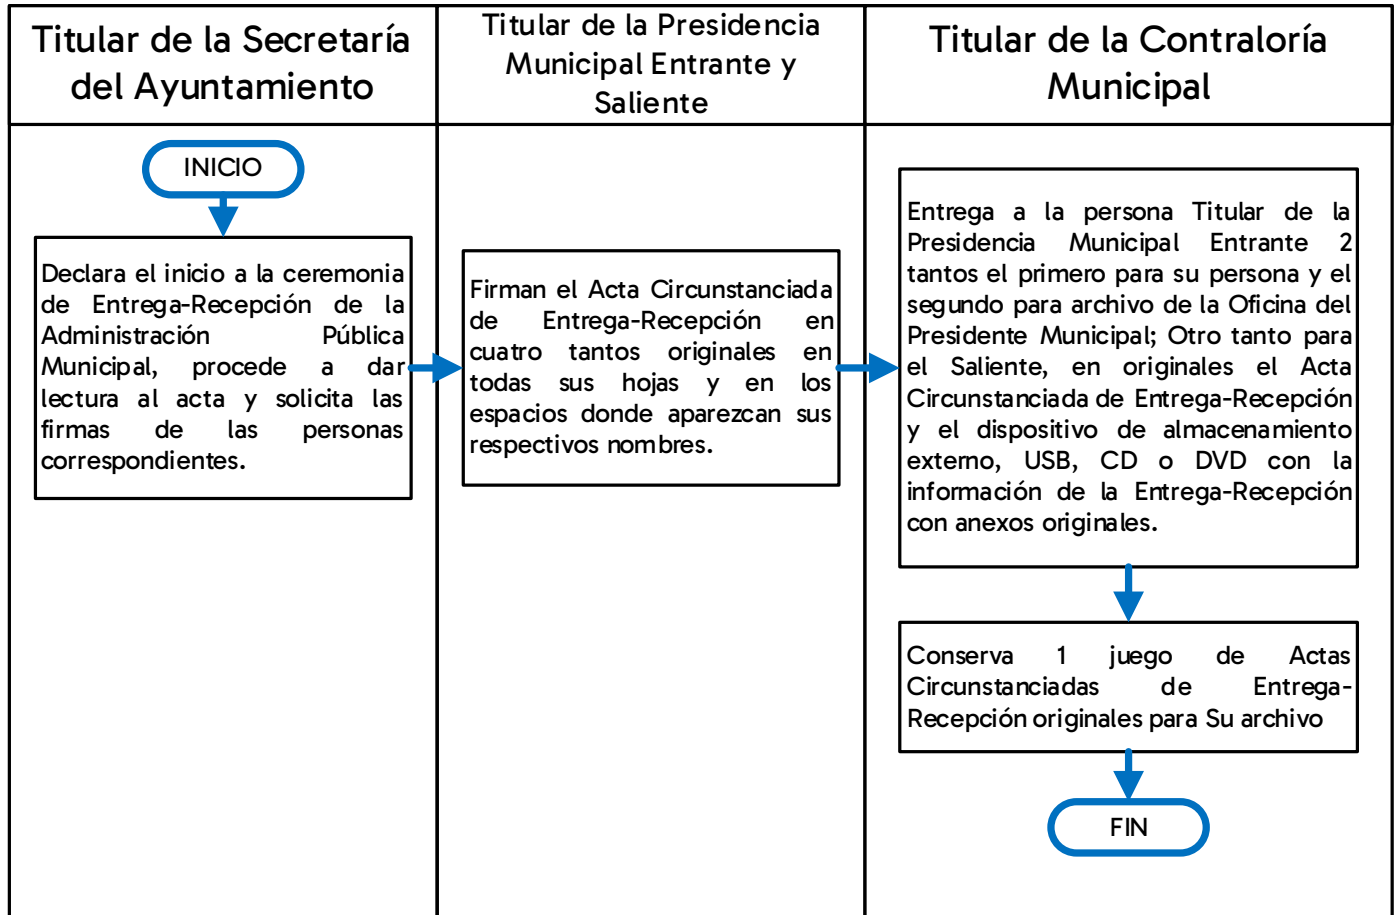 Titular de la Secretaría
del Ayuntamiento
Titular de la Presidencia
Municipal Entrante y
Saliente
Titular de la Contraloría
Municipal
INICIO
Declara el inicio a la ceremonia
de Entrega-Recepción de la
Administración Pública
Municipal, procede a dar
lectura al acta y solicita las
firmas de las personas
correspondientes.
Firman el Acta Circunstanciada
de Entrega-Recepción en
cuatro tantos originales en
todas sus hojas y en los
espacios donde aparezcan sus
respectivos nombres.
Entrega a la persona Titular de la
Presidencia Municipal Entrante 2
tantos el primero para su persona y el
segundo para archivo de la Oficina del
Presidente Municipal; Otro tanto para
el Saliente, en originales el Acta
Circunstanciada de Entrega-Recepción
y el dispositivo de almacenamiento
externo, USB, CD o DVD con la
información de la Entrega-Recepción
con anexos originales.
Conserva 1 juego de Actas
Circunstanciadas de Entrega-
Recepción originales para Su archivo
FIN